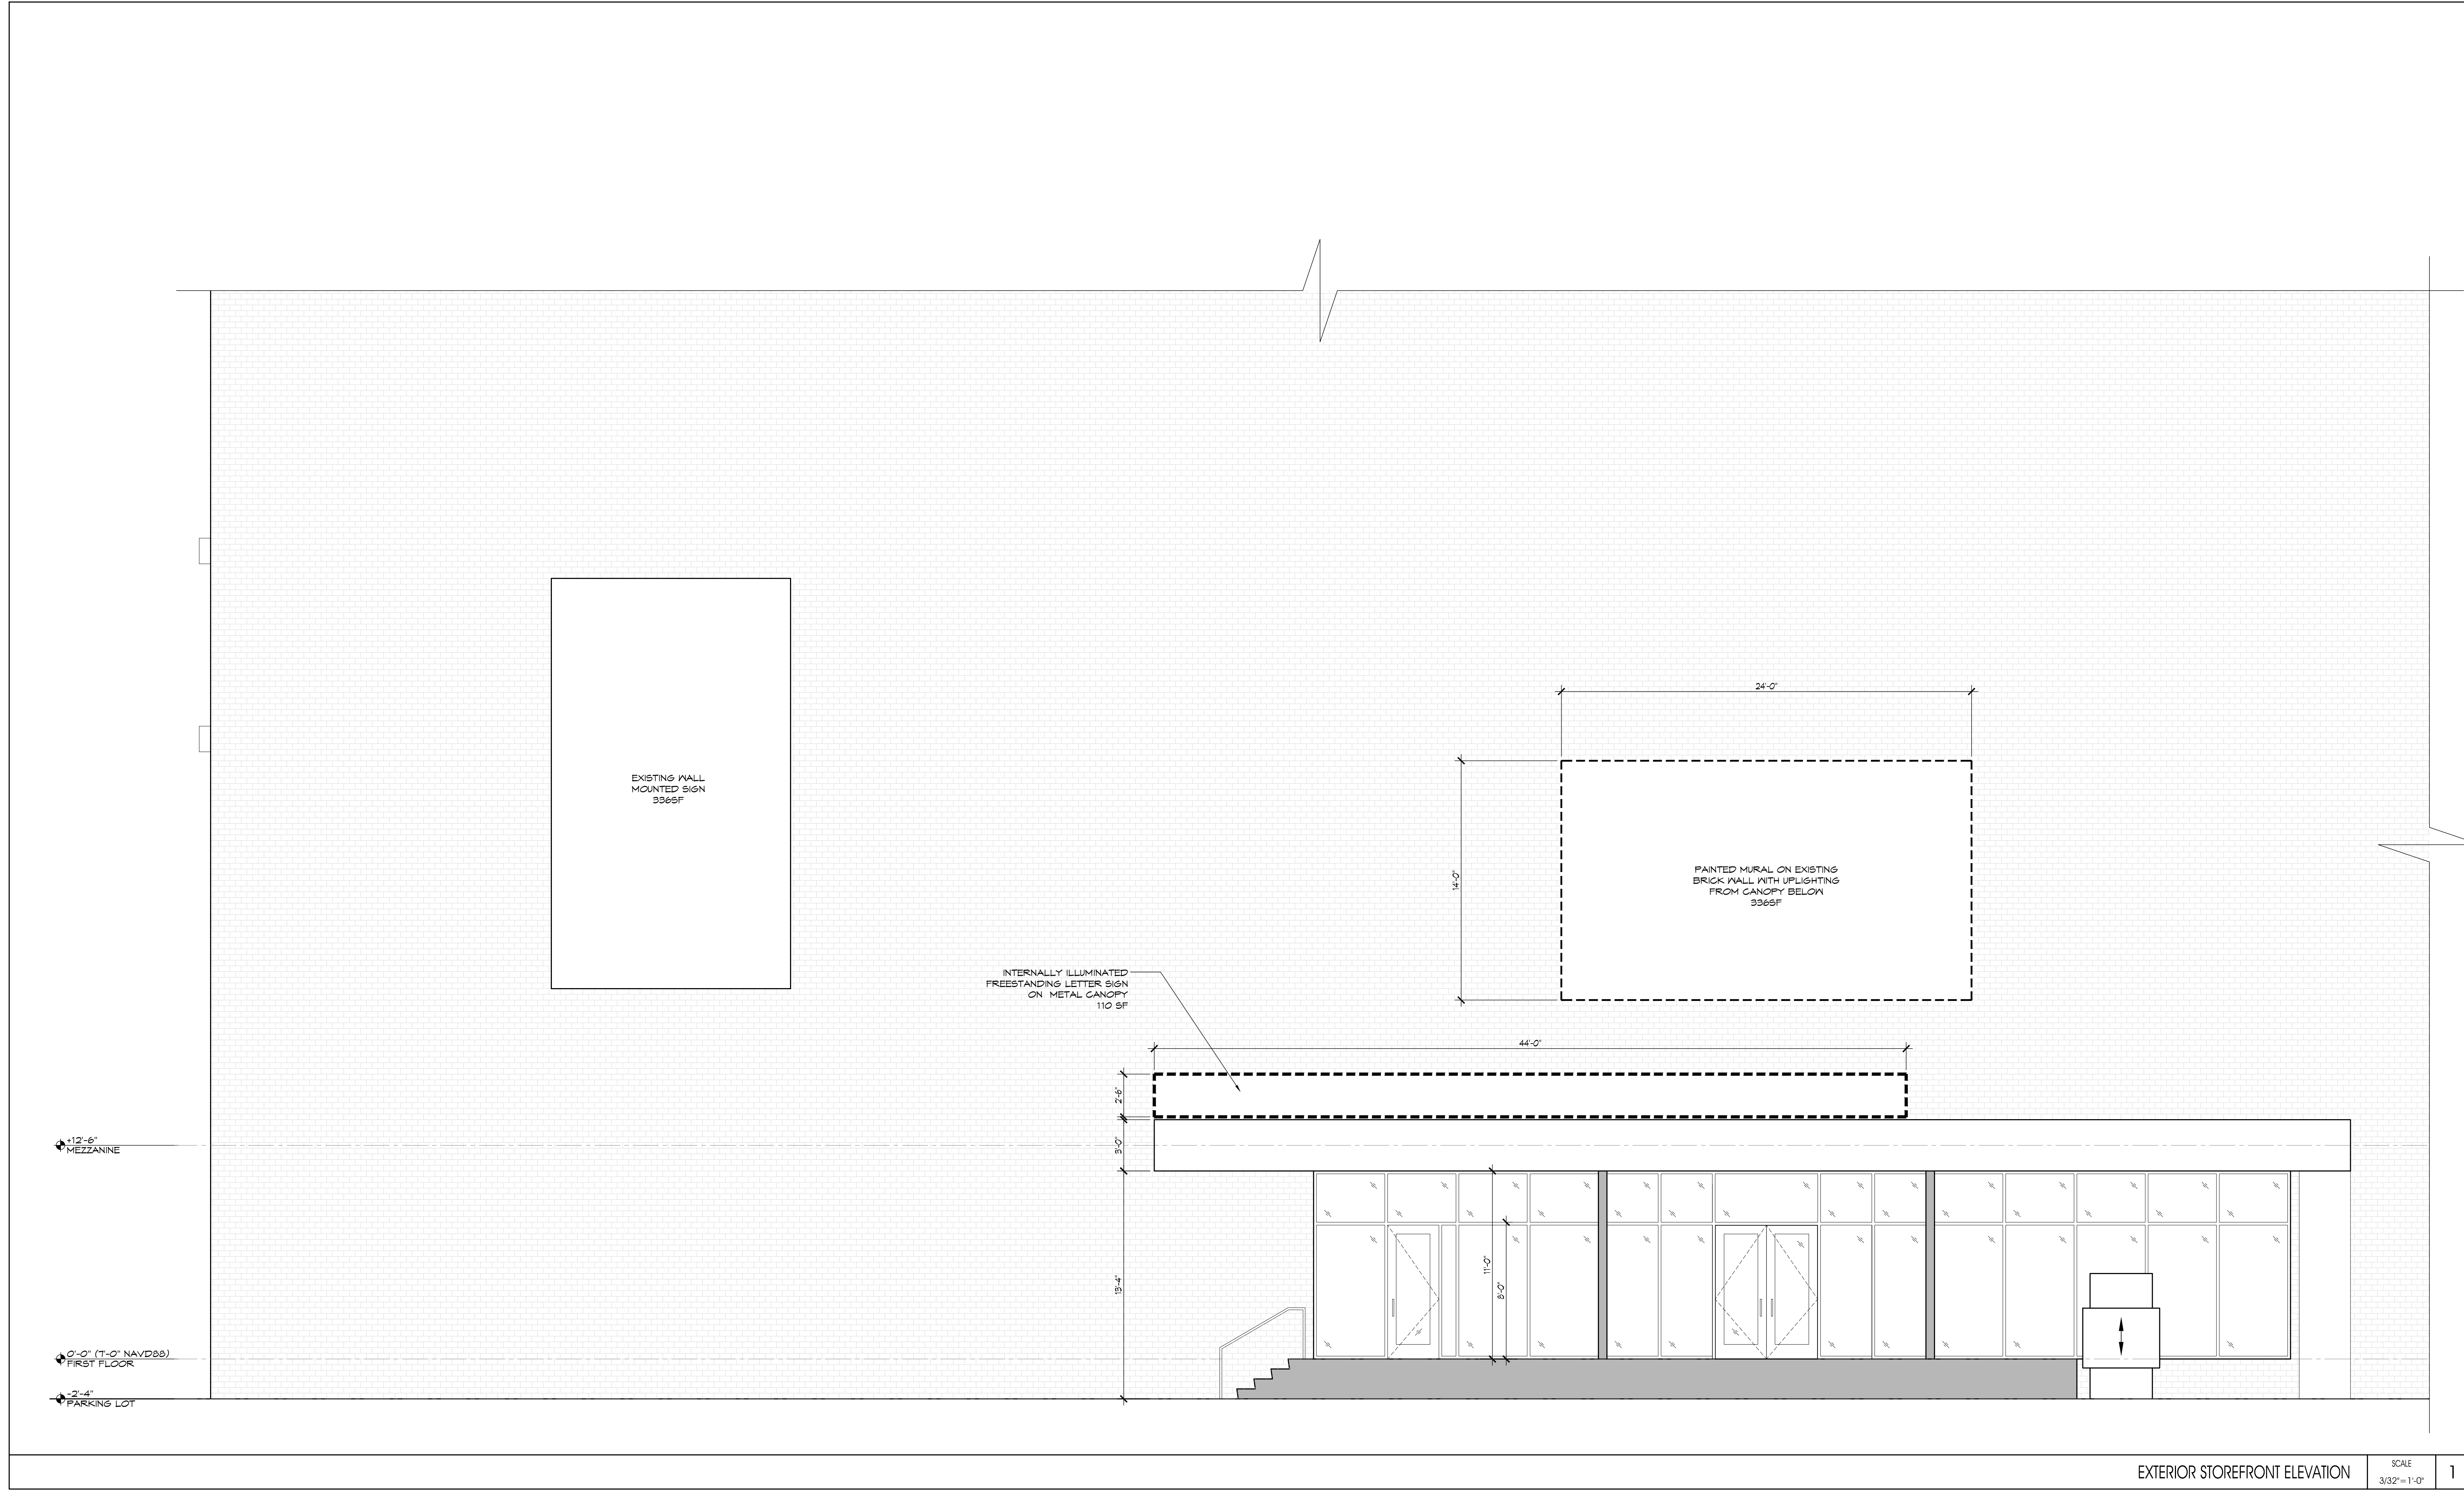 24'-0"
EXISTING WALL
MOUNTED SIGN
336SF
14'-0"
PAINTED MURAL ON EXISTING
BRICK WALL WITH UPLIGHTING
FROM CANOPY BELOW
336SF
INTERNALLY ILLUMINATED
FREESTANDING LETTER SIGN
ON METAL CANOPY
110 SF
44'-0"
2'-6"
+12'-6"
MEZZANINE
3'-0"
13'-4"
11'-0"
8'-0"
0'-0" (7'-0" NAVD88)
FIRST FLOOR
-2'-4"
PARKING LOT
EXTERIOR STOREFRONT ELEVATION
SCALE
3/32"=1'-0"
1